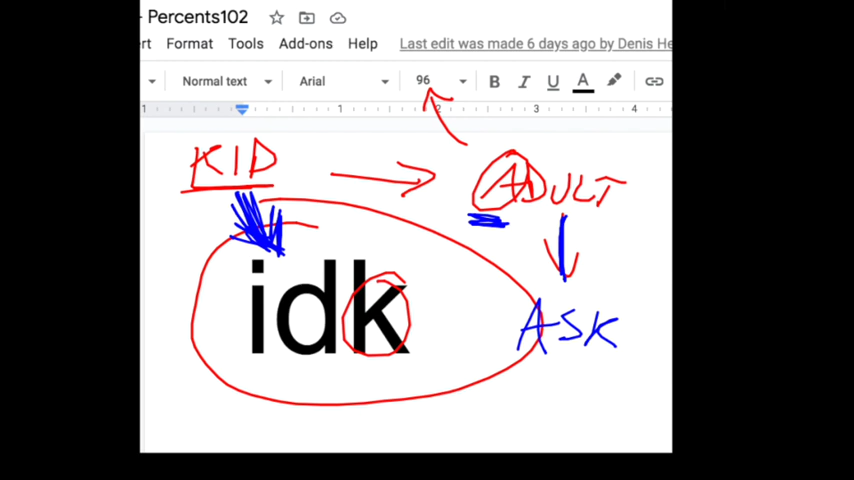 - Percents102
rt Format Tools Add-ons Help Last edit was made 6 days ago by Denis He
Normal text Arial 96 B I U A
1 1 2 3 4
KID ADULT
idk ASK